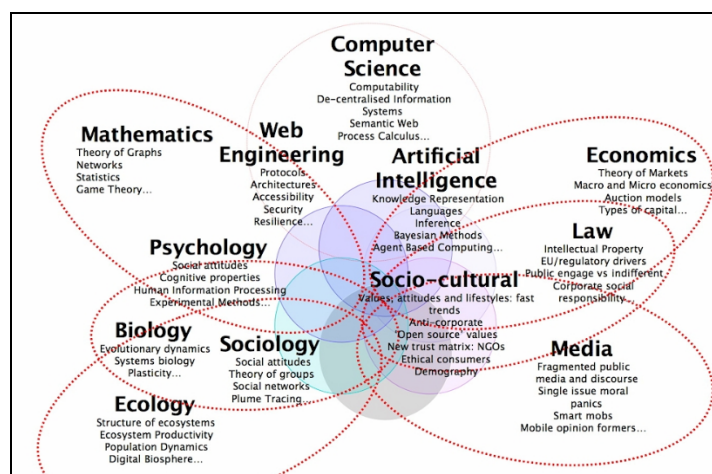 Computer
Science
Computability
De-centralised Information
Systems
Semantic Web
Process Calculus...
Mathematics
Theory of Graphs
Networks
Statistics
Game Theory...
Web
Engineering
Protocols
Architectures
Accessibility
Security
Resilience...
Artificial
Intelligence
Knowledge Representation
Languages
Inference
Bayesian Methods
Agent Based Computing...
Economics
Theory of Markets
Macro and Micro economics
Auction models
Types of capital...
Law
Intellectual Property
EU/regulatory drivers
Public engage vs indifferent
Corporate social
responsibility...
Psychology
Social attitudes
Cognitive properties
Human Information Processing
Experimental Methods...
Socio-cultural
Values, attitudes and lifestyles: fast
trends
Anti-corporate
'Open source' values
New trust matrix: NGOs
Ethical consumers
Demography
Biology
Evolutionary dynamics
Systems biology
Plasticity...
Sociology
Social attitudes
Theory of groups
Social networks
Plume Tracing...
Media
Fragmented public
media and discourse
Single issue moral
panics
Smart mobs
Mobile opinion formers...
Ecology
Structure of ecosystems
Ecosystem Productivity
Population Dynamics
Digital Biosphere...